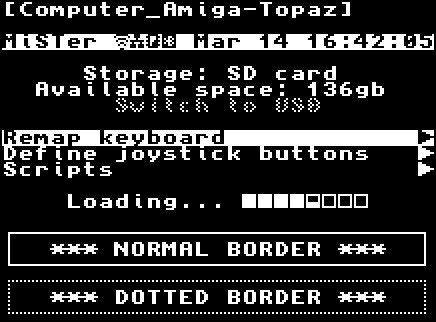 [Computer_Amiga-Topaz]
MiSTer Mar 14 16:42:05
Storage: SD card
Available space: 136gb
Switch to USB
Remap keyboard
Define joystick buttons
Scripts
Loading...
*** NORMAL BORDER ***
*** DOTTED BORDER ***